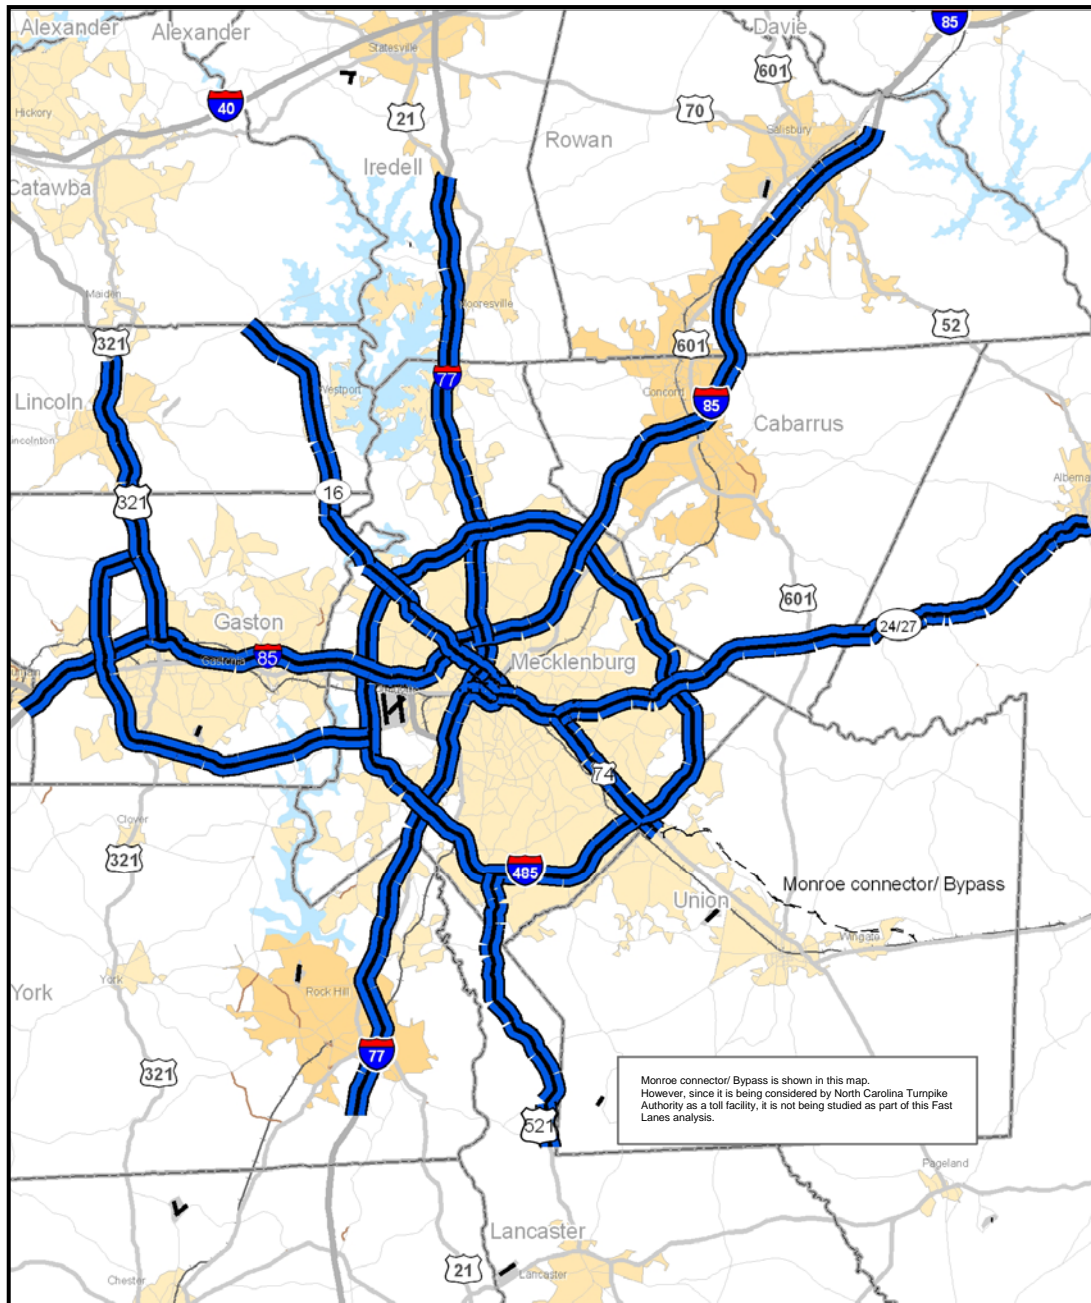 Alexander
Alexander
Davie
85
Statesville
601
Hickory
40
21
70
Salisbury
Rowan
Iredell
Catawba
Maiden
Mooresville
52
321
601
77
Westport
Concord
85
Lincoln
Cabarrus
Lincolnton
Albema
321
16
601
24/27
Gaston
Gastonia
85
Mecklenburg
74
Clover
321
485
Monroe connector/ Bypass
Union
Wingate
York
York
Rock Hill
77
321
Monroe connector/ Bypass is shown in this map.
However, since it is being considered by North Carolina Turnpike
Authority as a toll facility, it is not being studied as part of this Fast
Lanes analysis.
521
Pageland
Lancaster
21
Lancaster
Chester